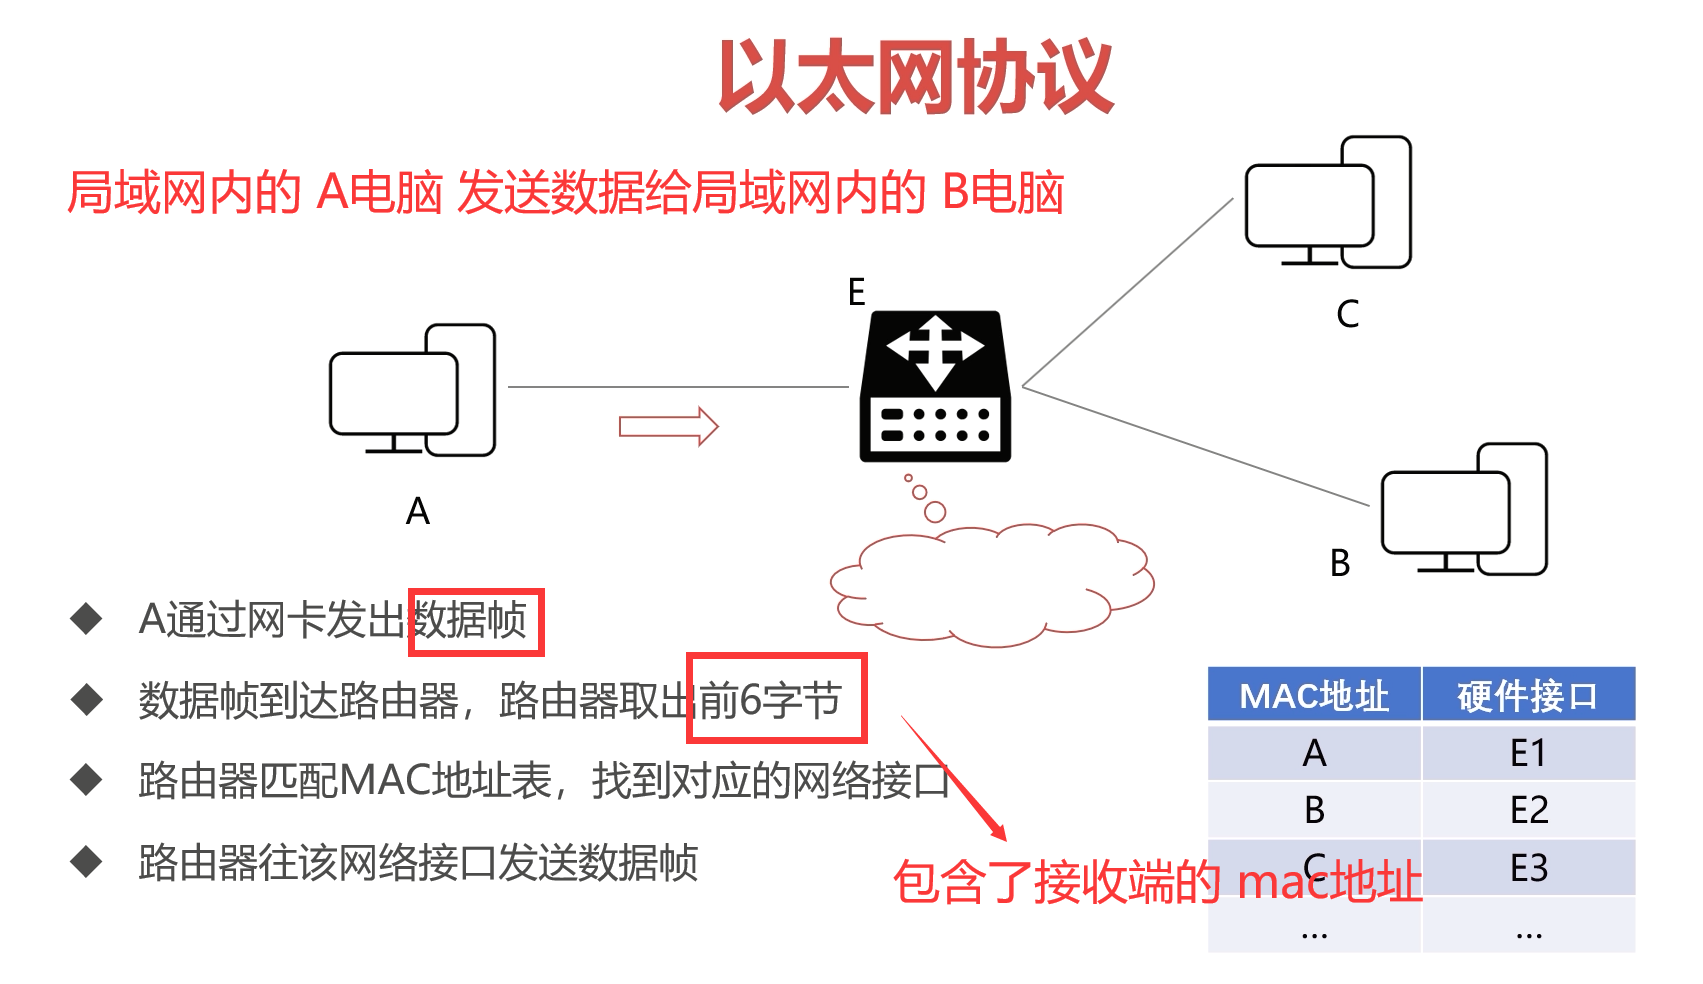 以太网协议
局域网内的 A电脑 发送数据给局域网内的 B电脑
E
C
A
B
A通过网卡发出数据帧
数据帧到达路由器，路由器取出前6字节
路由器匹配MAC地址表，找到对应的网络接口
路由器往该网络接口发送数据帧
包含了接收端的 mac地址
MAC地址 硬件接口
A E1
B E2
C E3
... ...